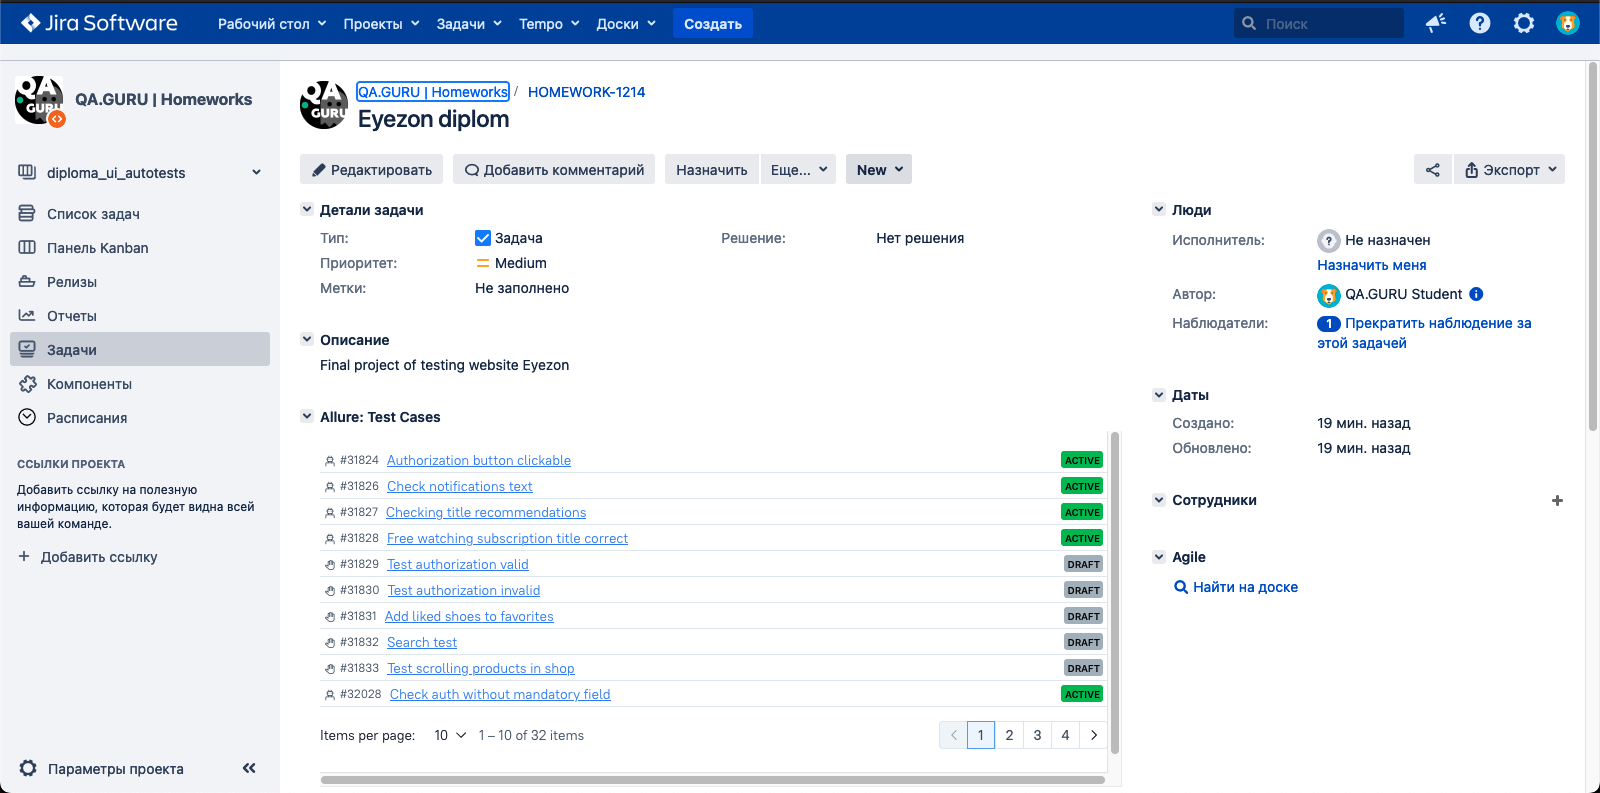 Jira Software
Рабочий стол
Проекты
Задачи
Tempo
Доски
Создать
Поиск
QA GURU
QA.GURU | Homeworks
diploma_ui_autotests
Список задач
Панель Kanban
Релизы
Отчеты
Задачи
Компоненты
Расписания
ССЫЛКИ ПРОЕКТА
Добавить ссылку на полезную
информацию, которая будет видна всей
вашей команде.
+ Добавить ссылку
Параметры проекта
QA GURU
QA.GURU | Homeworks / HOMEWORK-1214
Eyezon diplom
Редактировать
Добавить комментарий
Назначить
Еще...
New
Экспорт
Детали задачи
Тип: Задача
Решение: Нет решения
Приоритет: Medium
Метки: Не заполнено
Описание
Final project of testing website Eyezon
Allure: Test Cases
#31824 Authorization button clickable ACTIVE
#31826 Check notifications text ACTIVE
#31827 Checking title recommendations ACTIVE
#31828 Free watching subscription title correct ACTIVE
#31829 Test authorization valid DRAFT
#31830 Test authorization invalid DRAFT
#31831 Add liked shoes to favorites DRAFT
#31832 Search test DRAFT
#31833 Test scrolling products in shop DRAFT
#32028 Check auth without mandatory field ACTIVE
Items per page: 10 1 – 10 of 32 items
1 2 3 4
Люди
Исполнитель: Не назначен
Назначить меня
Автор: QA.GURU Student
Наблюдатели: 1 Прекратить наблюдение за
этой задачей
Даты
Создано: 19 мин. назад
Обновлено: 19 мин. назад
Сотрудники
Agile
Найти на доске